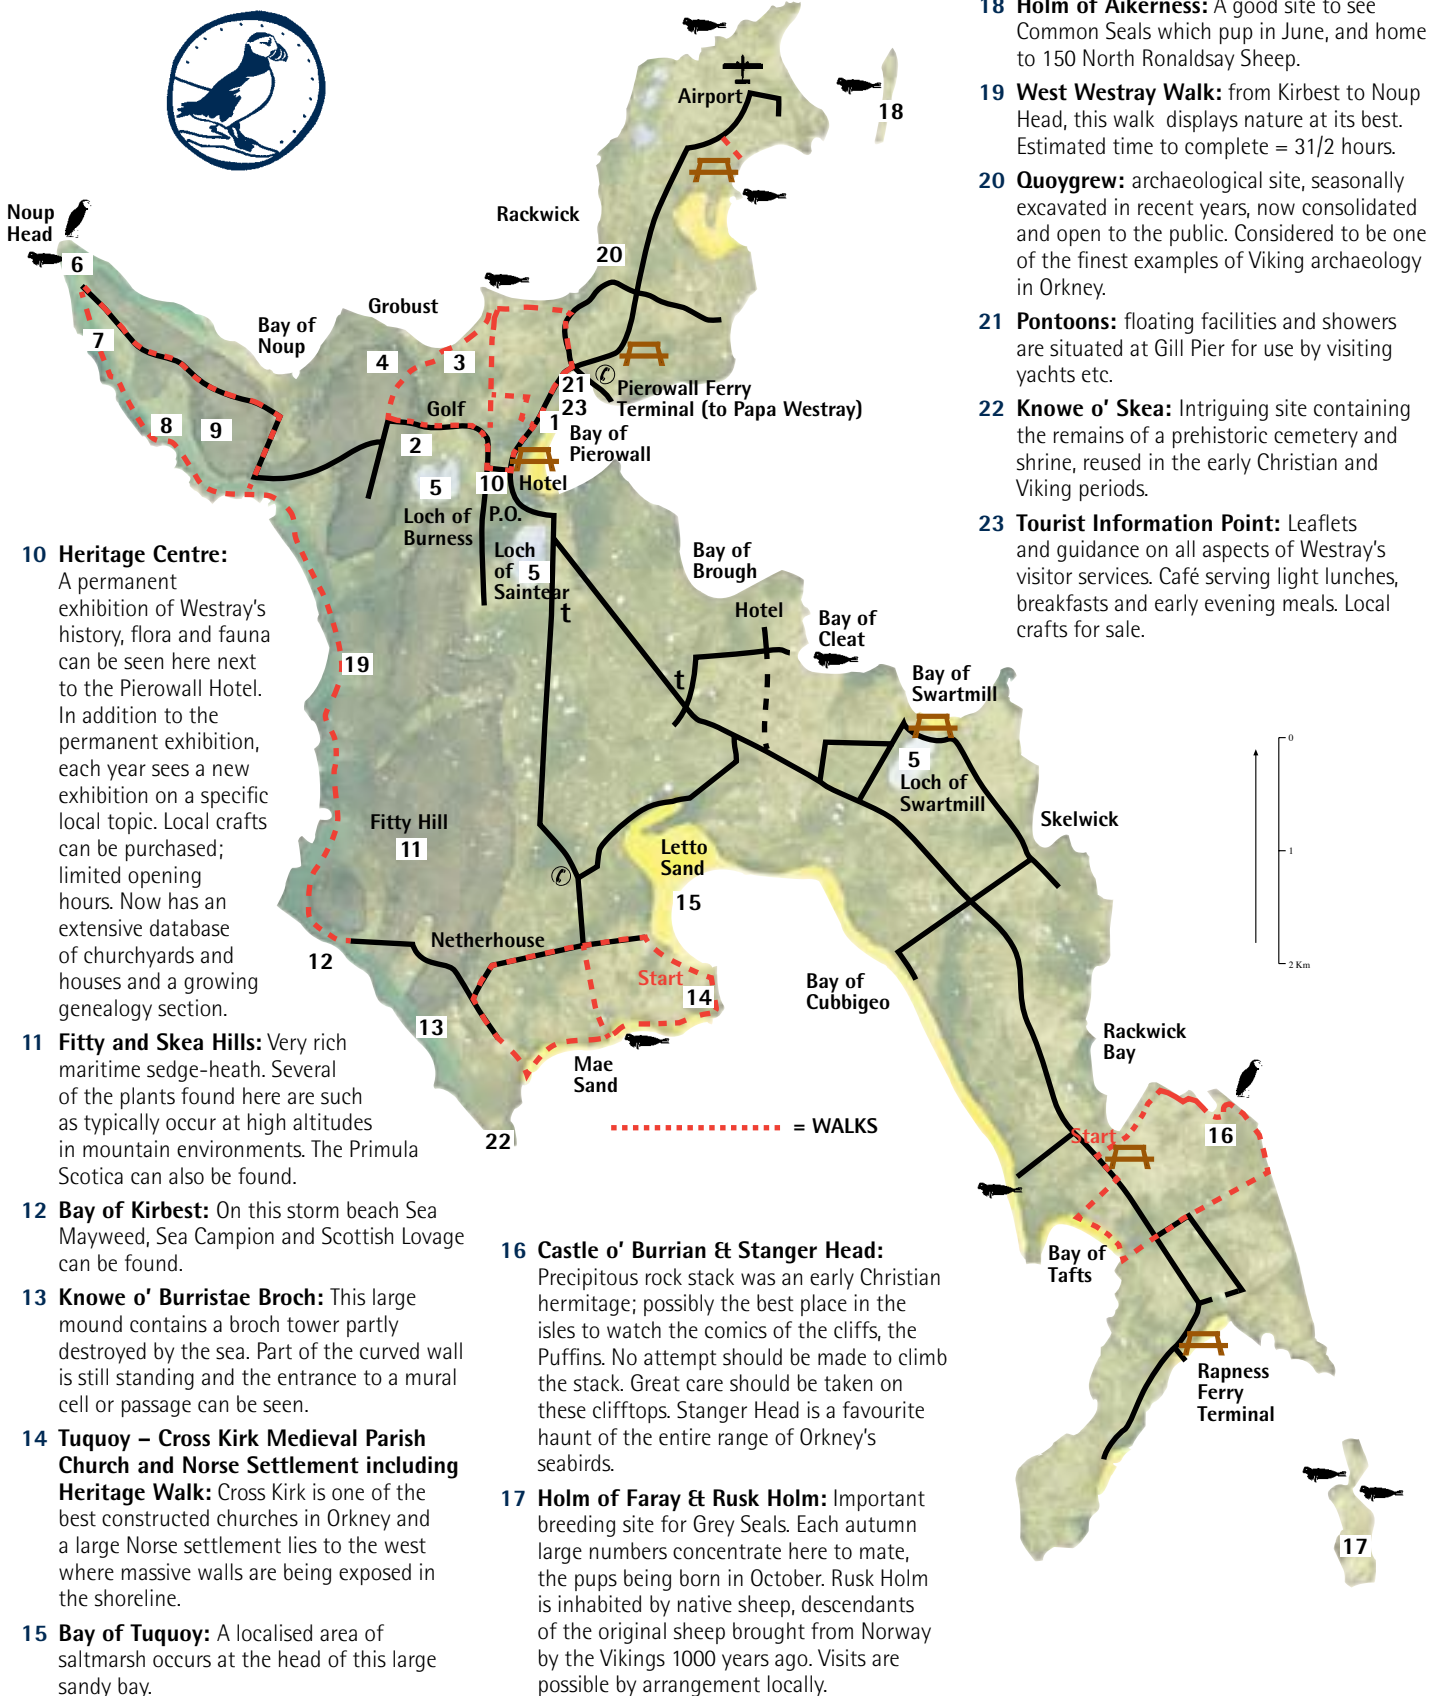 18 Holm of Aikerness: A good site to see
Common Seals which pup in June, and home
to 150 North Ronaldsay Sheep.
19 West Westray Walk: from Kirbest to Noup
Head, this walk displays nature at its best.
Estimated time to complete = 31/2 hours.
20 Quoygrew: archaeological site, seasonally
excavated in recent years, now consolidated
and open to the public. Considered to be one
of the finest examples of Viking archaeology
in Orkney.
21 Pontoons: floating facilities and showers
are situated at Gill Pier for use by visiting
yachts etc.
22 Knowe o' Skea: Intriguing site containing
the remains of a prehistoric cemetery and
shrine, reused in the early Christian and
Viking periods.
23 Tourist Information Point: Leaflets
and guidance on all aspects of Westray's
visitor services. Café serving light lunches,
breakfasts and early evening meals. Local
crafts for sale.
Airport
18
Noup
Head
6
Rackwick
20
Grobust
Bay of
Noup
7
4
3
21
23
1
Pierowall Ferry
Terminal (to Papa Westray)
Golf
8
9
2
Bay of
Pierowall
5
10
Hotel
Loch of
Burness
P.O.
Loch
of 5
Saintear
t
Bay of
Brough
Hotel
Bay of
Cleat
t
Bay of
Swartmill
5
Loch of
Swartmill
Skelwick
0
1
2 Km
19
Fitty Hill
11
Letto
Sand
15
Netherhouse
12
Start
14
13
Bay of
Cubbigeo
Mae
Sand
Rackwick
Bay
22
= WALKS
Start
16
Bay of
Tafts
Rapness
Ferry
Terminal
17
10 Heritage Centre:
A permanent
exhibition of Westray's
history, flora and fauna
can be seen here next
to the Pierowall Hotel.
In addition to the
permanent exhibition,
each year sees a new
exhibition on a specific
local topic. Local crafts
can be purchased;
limited opening
hours. Now has an
extensive database
of churchyards and
houses and a growing
genealogy section.
11 Fitty and Skea Hills: Very rich
maritime sedge-heath. Several
of the plants found here are such
as typically occur at high altitudes
in mountain environments. The Primula
Scotica can also be found.
12 Bay of Kirbest: On this storm beach Sea
Mayweed, Sea Campion and Scottish Lovage
can be found.
13 Knowe o' Burristae Broch: This large
mound contains a broch tower partly
destroyed by the sea. Part of the curved wall
is still standing and the entrance to a mural
cell or passage can be seen.
14 Tuquoy – Cross Kirk Medieval Parish
Church and Norse Settlement including
Heritage Walk: Cross Kirk is one of the
best constructed churches in Orkney and
a large Norse settlement lies to the west
where massive walls are being exposed in
the shoreline.
15 Bay of Tuquoy: A localised area of
saltmarsh occurs at the head of this large
sandy bay.
16 Castle o' Burrian & Stanger Head:
Precipitous rock stack was an early Christian
hermitage; possibly the best place in the
isles to watch the comics of the cliffs, the
Puffins. No attempt should be made to climb
the stack. Great care should be taken on
these clifftops. Stanger Head is a favourite
haunt of the entire range of Orkney's
seabirds.
17 Holm of Faray & Rusk Holm: Important
breeding site for Grey Seals. Each autumn
large numbers concentrate here to mate,
the pups being born in October. Rusk Holm
is inhabited by native sheep, descendants
of the original sheep brought from Norway
by the Vikings 1000 years ago. Visits are
possible by arrangement locally.